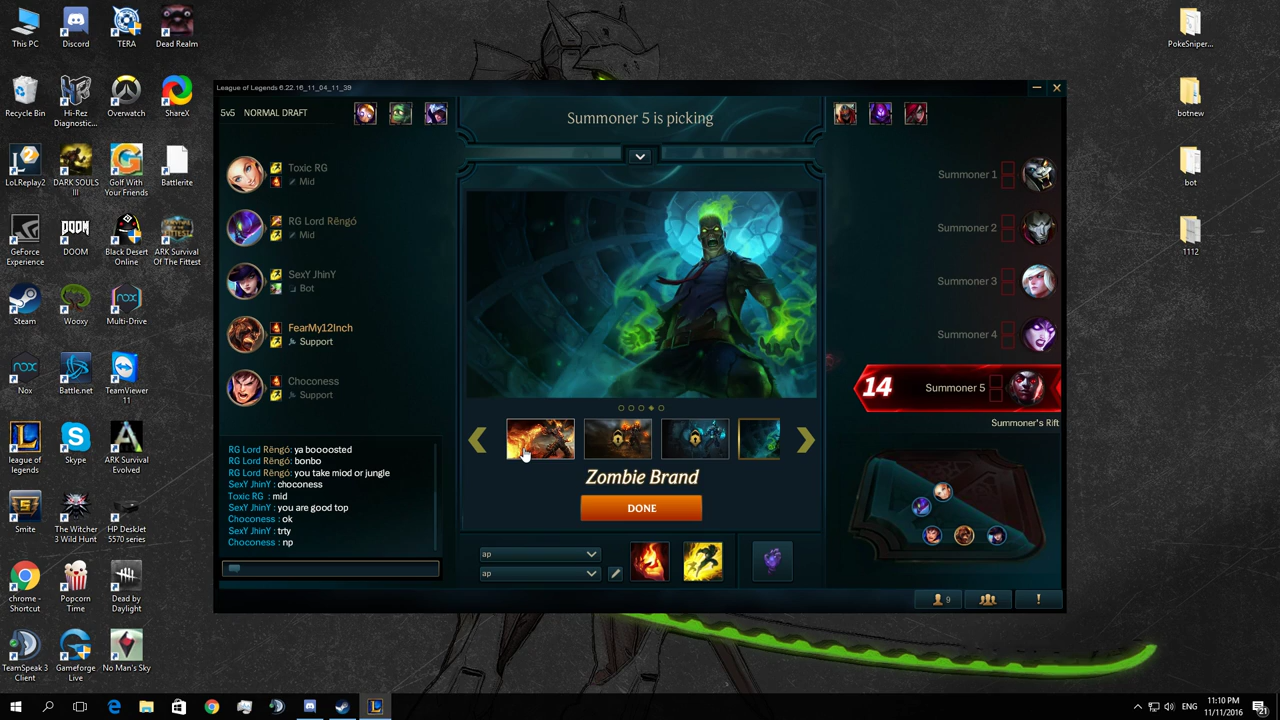 This PC
Discord
TERA
Dead Realm
Recycle Bin
Hi-Rez
Diagnostic...
Overwatch
ShareX
LoLReplay2
DARK SOULS
III
Golf With
Your Friends
Battlerite
GeForce
Experience
DOOM
Black Desert
Online
ARK Survival
Of The Fittest
Steam
Wooxy
Multi-Drive
nox
Nox
nox
Battle.net
TeamViewer
11
league of
legends
Skype
ARK Survival
Evolved
Smite
The Witcher
3 Wild Hunt
HP DeskJet
5570 series
chrome -
Shortcut
Popcorn
Time
Dead by
Daylight
TeamSpeak 3
Client
Gameforge
Live
No Man's Sky
PokeSniper...
botnew
bot
1112
League of Legends 6.22.16_11_04_11_39
5v5 NORMAL DRAFT
Summoner 5 is picking
Toxic RG
Mid
RG Lord Rêngó
Mid
SexY JhinY
Bot
FearMy12Inch
Support
Choconess
Support
RG Lord Rêngó: ya boooosted
RG Lord Rêngó: bonbo
RG Lord Rêngó: you take miod or jungle
SexY JhinY : choconess
Toxic RG : mid
SexY JhinY : you are good top
Choconess: ok
SexY JhinY : trty
Choconess: np
Zombie Brand
DONE
ap
ap
Summoner 1
Summoner 2
Summoner 3
Summoner 4
14
Summoner 5
Summoner's Rift
9
!
ENG
11:10 PM
11/11/2016
21